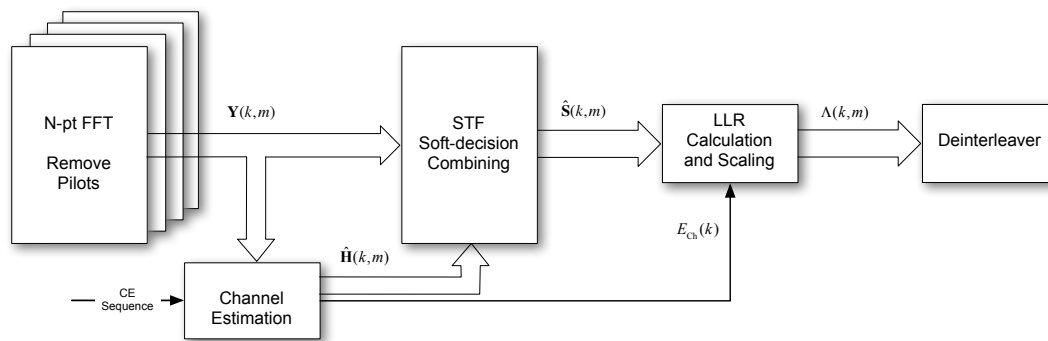 N-pt FFT
Remove
Pilots
Y(k,m)
STF
Soft-decision
Combining
Ŝ(k,m)
LLR
Calculation
and Scaling
Λ(k,m)
Deinterleaver
E_Ch(k)
Ĥ(k,m)
CE
Sequence
Channel
Estimation